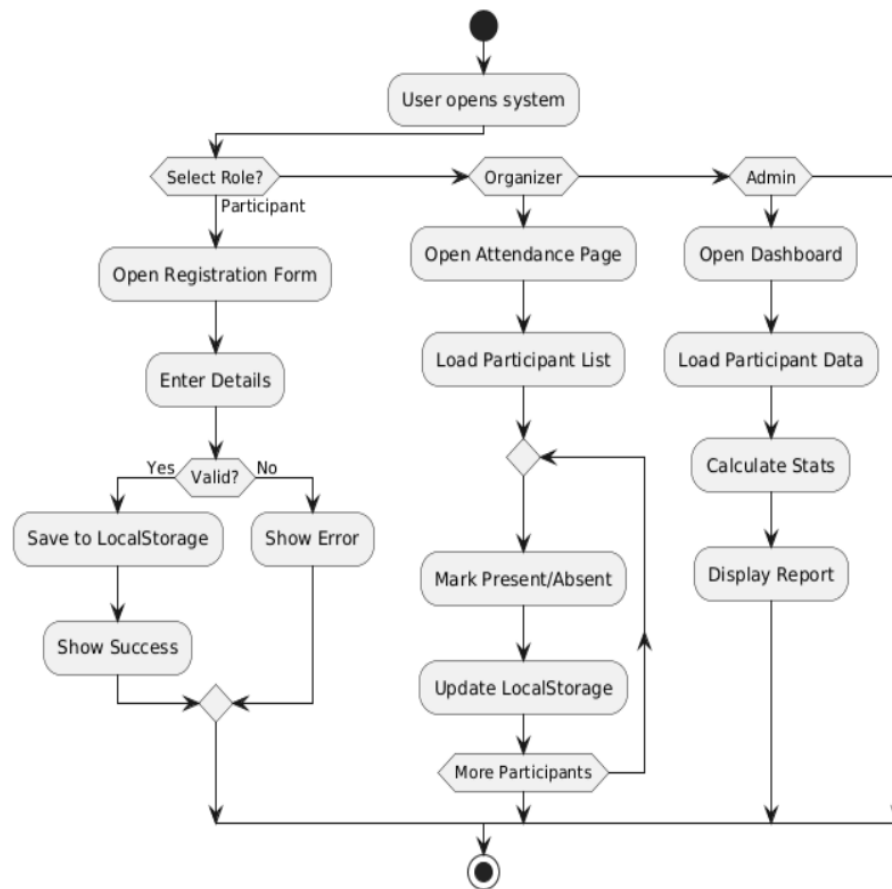 User opens system
Select Role?
Participant
Organizer
Admin
Open Registration Form
Open Attendance Page
Open Dashboard
Enter Details
Load Participant List
Load Participant Data
Yes
Valid?
No
Calculate Stats
Save to LocalStorage
Show Error
Mark Present/Absent
Display Report
Show Success
Update LocalStorage
More Participants